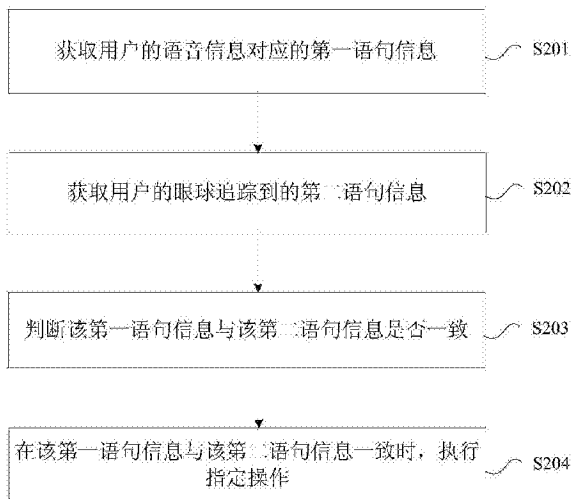 获取用户的语音信息对应的第一语句信息
S201
获取用户的眼球追踪到的第二语句信息
S202
判断该第一语句信息与该第二语句信息是否一致
S203
在该第一语句信息与该第二语句信息一致时，执行
指定操作
S204